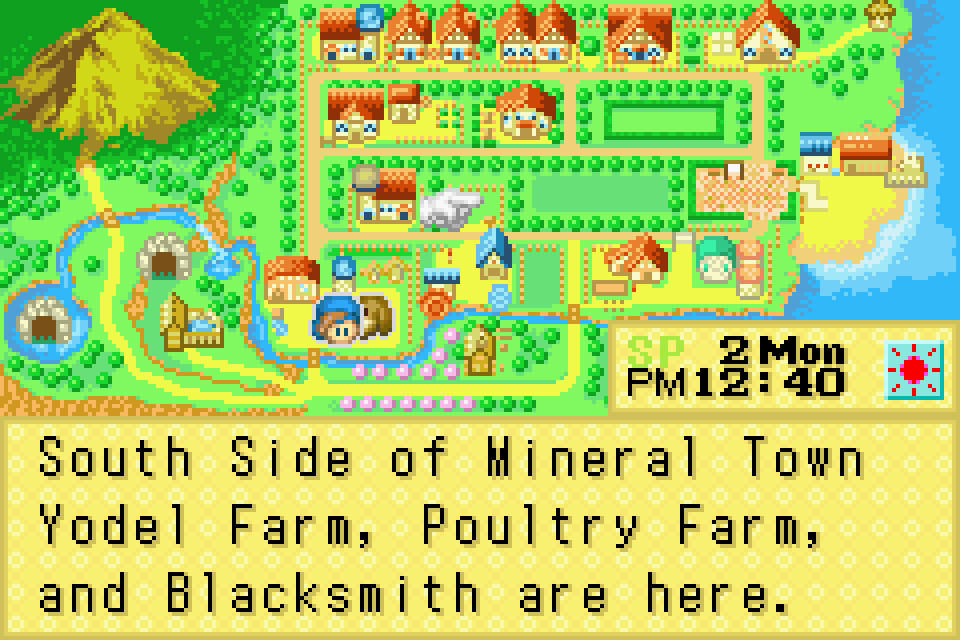 SP 2 Mon
PM 12:40
South Side of Mineral Town
Yodel Farm, Poultry Farm,
and Blacksmith are here.